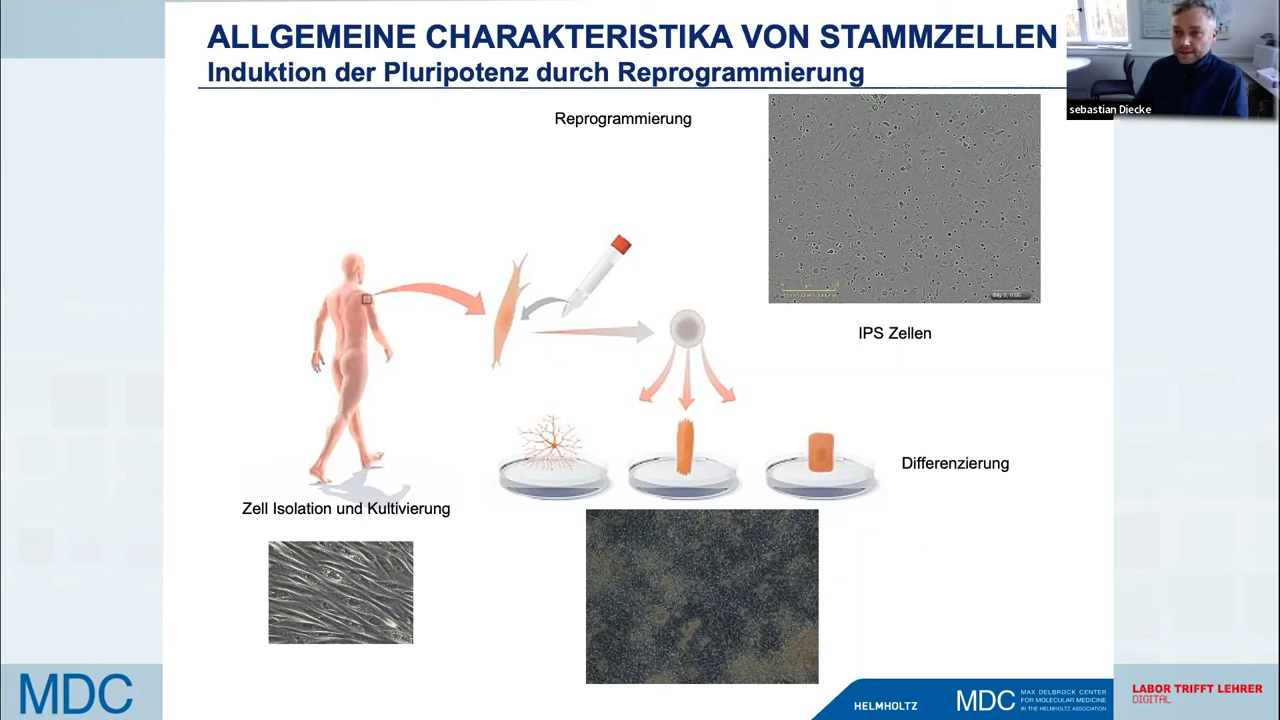 ALLGEMEINE CHARAKTERISTIKA VON STAMMZELLEN
Induktion der Pluripotenz durch Reprogrammierung
sebastian Diecke
Reprogrammierung
IPS Zellen
Differenzierung
Zell Isolation und Kultivierung
MDC
HELMHOLTZ
MDC
MAX DELBRÜCK CENTER
FOR MOLECULAR MEDICINE
IN THE HELMHOLTZ ASSOCIATION
LABOR TRIFFT LEHRER
DIGITAL